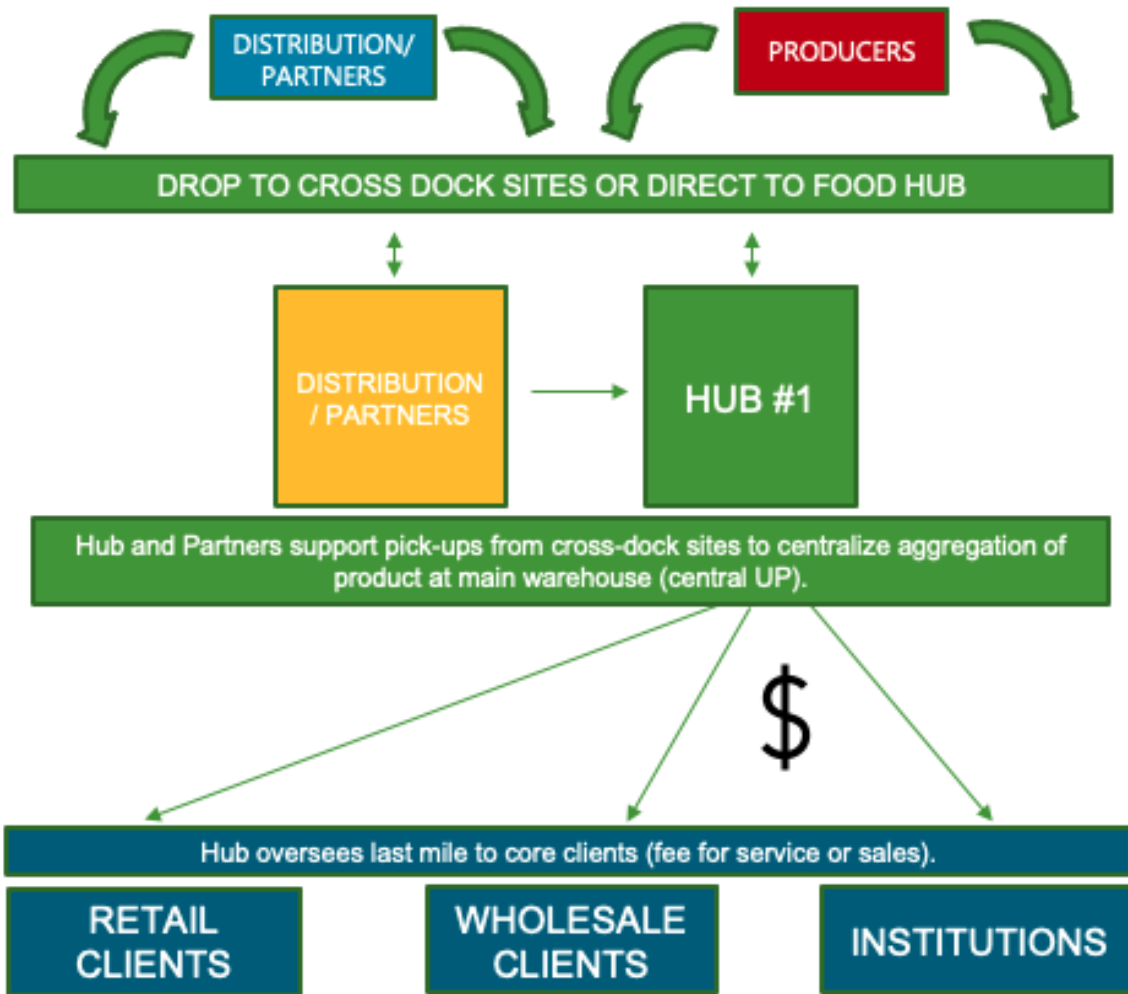 DISTRIBUTION/
PARTNERS
PRODUCERS
DROP TO CROSS DOCK SITES OR DIRECT TO FOOD HUB
DISTRIBUTION
/ PARTNERS
HUB #1
Hub and Partners support pick-ups from cross-dock sites to centralize aggregation of
product at main warehouse (central UP).
$
Hub oversees last mile to core clients (fee for service or sales).
RETAIL
CLIENTS
WHOLESALE
CLIENTS
INSTITUTIONS